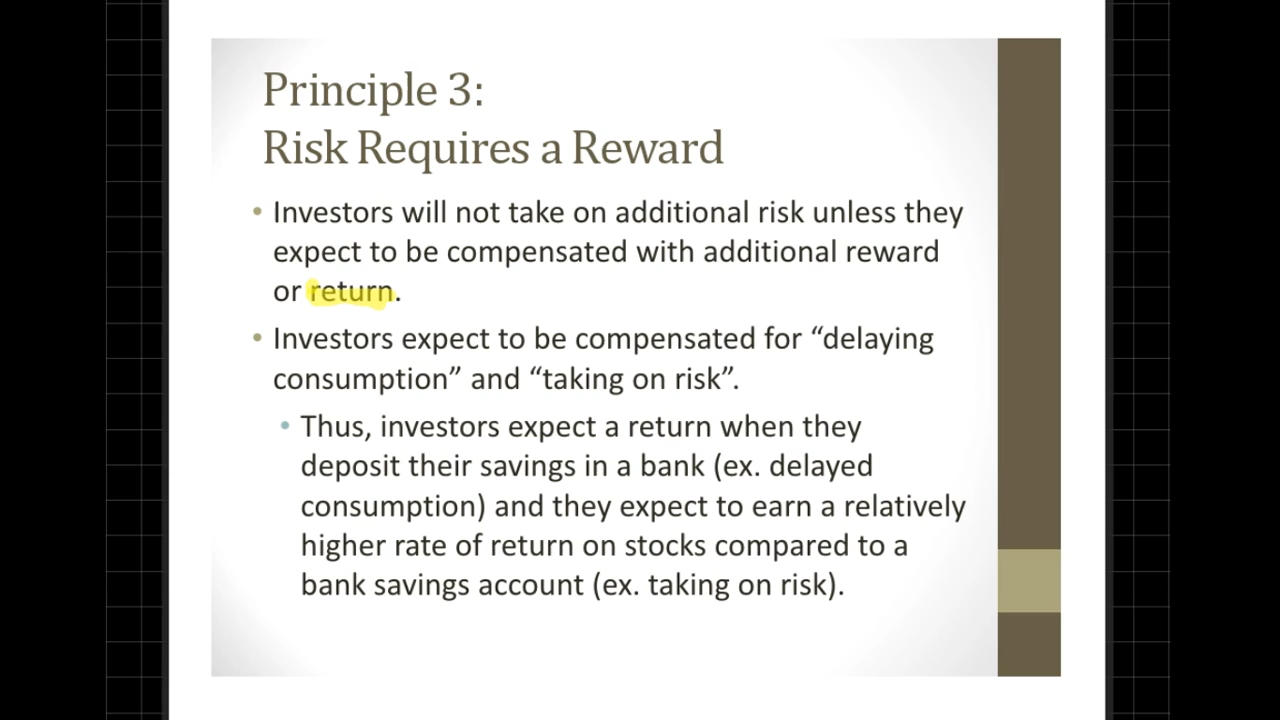 Principle 3:
Risk Requires a Reward
• Investors will not take on additional risk unless they
expect to be compensated with additional reward
or return.
• Investors expect to be compensated for “delaying
consumption” and “taking on risk”.
• Thus, investors expect a return when they
deposit their savings in a bank (ex. delayed
consumption) and they expect to earn a relatively
higher rate of return on stocks compared to a
bank savings account (ex. taking on risk).